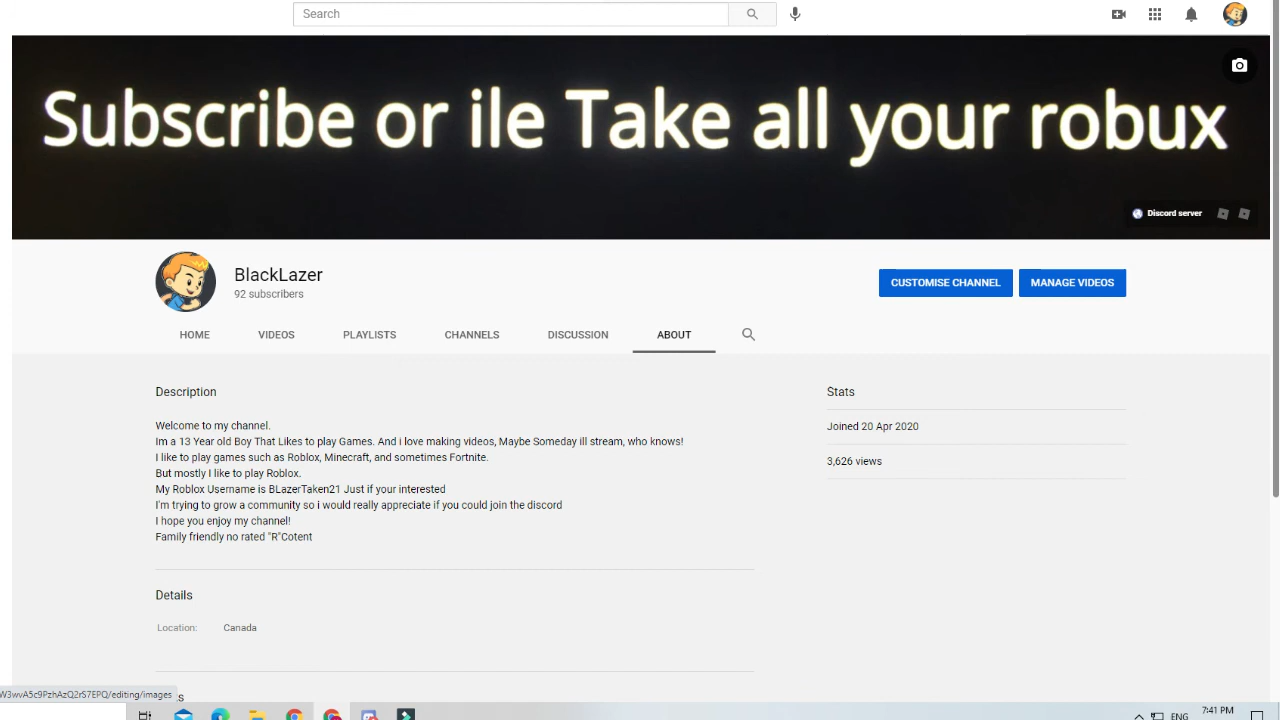 Search
Subscribe or ile Take all your robux
Discord server
BlackLazer
92 subscribers
CUSTOMISE CHANNEL
MANAGE VIDEOS
HOME
VIDEOS
PLAYLISTS
CHANNELS
DISCUSSION
ABOUT
Description
Welcome to my channel.
Im a 13 Year old Boy That Likes to play Games. And i love making videos, Maybe Someday ill stream, who knows!
I like to play games such as Roblox, Minecraft, and sometimes Fortnite.
But mostly I like to play Roblox.
My Roblox Username is BLazerTaken21 Just if your interested
I'm trying to grow a community so i would really appreciate if you could join the discord
I hope you enjoy my channel!
Family friendly no rated "R"Cotent
Stats
Joined 20 Apr 2020
3,626 views
Details
Location: Canada
W3wvA5c9PzhAzQ2rS7EPQ/editing/images
7:41 PM
ENG